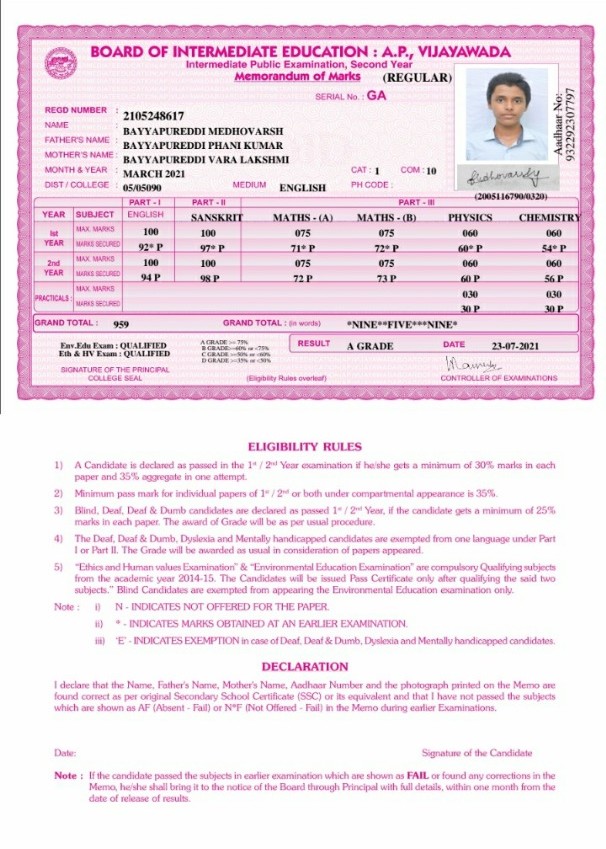 BOARD OF INTERMEDIATE EDUCATION : A.P., VIJAYAWADA
Intermediate Public Examination, Second Year
Memorandum of Marks (REGULAR)
SERIAL No. : GA
REGD NUMBER : 2105248617
NAME : BAYYAPUREDDI MEDHOVARSH
FATHER'S NAME : BAYYAPUREDDI PHANI KUMAR
MOTHER'S NAME : BAYYAPUREDDI VARA LAKSHMI
MONTH & YEAR : MARCH 2021 CAT : 1 COM : 10
DIST / COLLEGE : 05/05090 MEDIUM ENGLISH PH CODE :
Aadhaar No: 932292307797
(2005116790/0320)
PART - I PART - II PART - III
YEAR SUBJECT ENGLISH SANSKRIT MATHS - (A) MATHS - (B) PHYSICS CHEMISTRY
Ist YEAR MAX. MARKS 100 100 075 075 060 060
MARKS SECURED 92* P 97* P 71* P 72* P 60* P 54* P
2nd YEAR MAX. MARKS 100 100 075 075 060 060
MARKS SECURED 94 P 98 P 72 P 73 P 60 P 56 P
PRACTICALS : MAX. MARKS 030 030
MARKS SECURED 30 P 30 P
GRAND TOTAL : 959 GRAND TOTAL : (in words) *NINE**FIVE***NINE*
Env.Edu Exam : QUALIFIED
Eth & HV Exam : QUALIFIED
A GRADE >= 75%
B GRADE>=60% or <75%
C GRADE >=50% or <60%
D GRADE >=35% or <50%
RESULT A GRADE DATE 23-07-2021
SIGNATURE OF THE PRINCIPAL
COLLEGE SEAL
(Eligibility Rules overleaf)
CONTROLLER OF EXAMINATIONS
ELIGIBILITY RULES
1) A Candidate is declared as passed in the 1st / 2nd Year examination if he/she gets a minimum of 30% marks in each
paper and 35% aggregate in one attempt.
2) Minimum pass mark for individual papers of 1st / 2nd or both under compartmental appearance is 35%.
3) Blind, Deaf, Deaf & Dumb candidates are declared as passed 1st / 2nd Year, if the candidate gets a minimum of 25%
marks in each paper. The award of Grade will be as per usual procedure.
4) The Deaf, Deaf & Dumb, Dyslexia and Mentally handicapped candidates are exempted from one language under Part
I or Part II. The Grade will be awarded as usual in consideration of papers appeared.
5) "Ethics and Human values Examination" & "Environmental Education Examination" are compulsory Qualifying subjects
from the academic year 2014-15. The Candidates will be issued Pass Certificate only after qualifying the said two
subjects." Blind Candidates are exempted from appearing the Environmental Education examination only.
Note : i) N - INDICATES NOT OFFERED FOR THE PAPER.
ii) * - INDICATES MARKS OBTAINED AT AN EARLIER EXAMINATION.
iii) 'E' - INDICATES EXEMPTION in case of Deaf, Deaf & Dumb, Dyslexia and Mentally handicapped candidates.
DECLARATION
I declare that the Name, Father's Name, Mother's Name, Aadhaar Number and the photograph printed on the Memo are
found correct as per original Secondary School Certificate (SSC) or its equivalent and that I have not passed the subjects
which are shown as AF (Absent - Fail) or N*F (Not Offered - Fail) in the Memo during earlier Examinations.
Date: Signature of the Candidate
Note : If the candidate passed the subjects in earlier examination which are shown as FAIL or found any corrections in the
Memo, he/she shall bring it to the notice of the Board through Principal with full details, within one month from the
date of release of results.